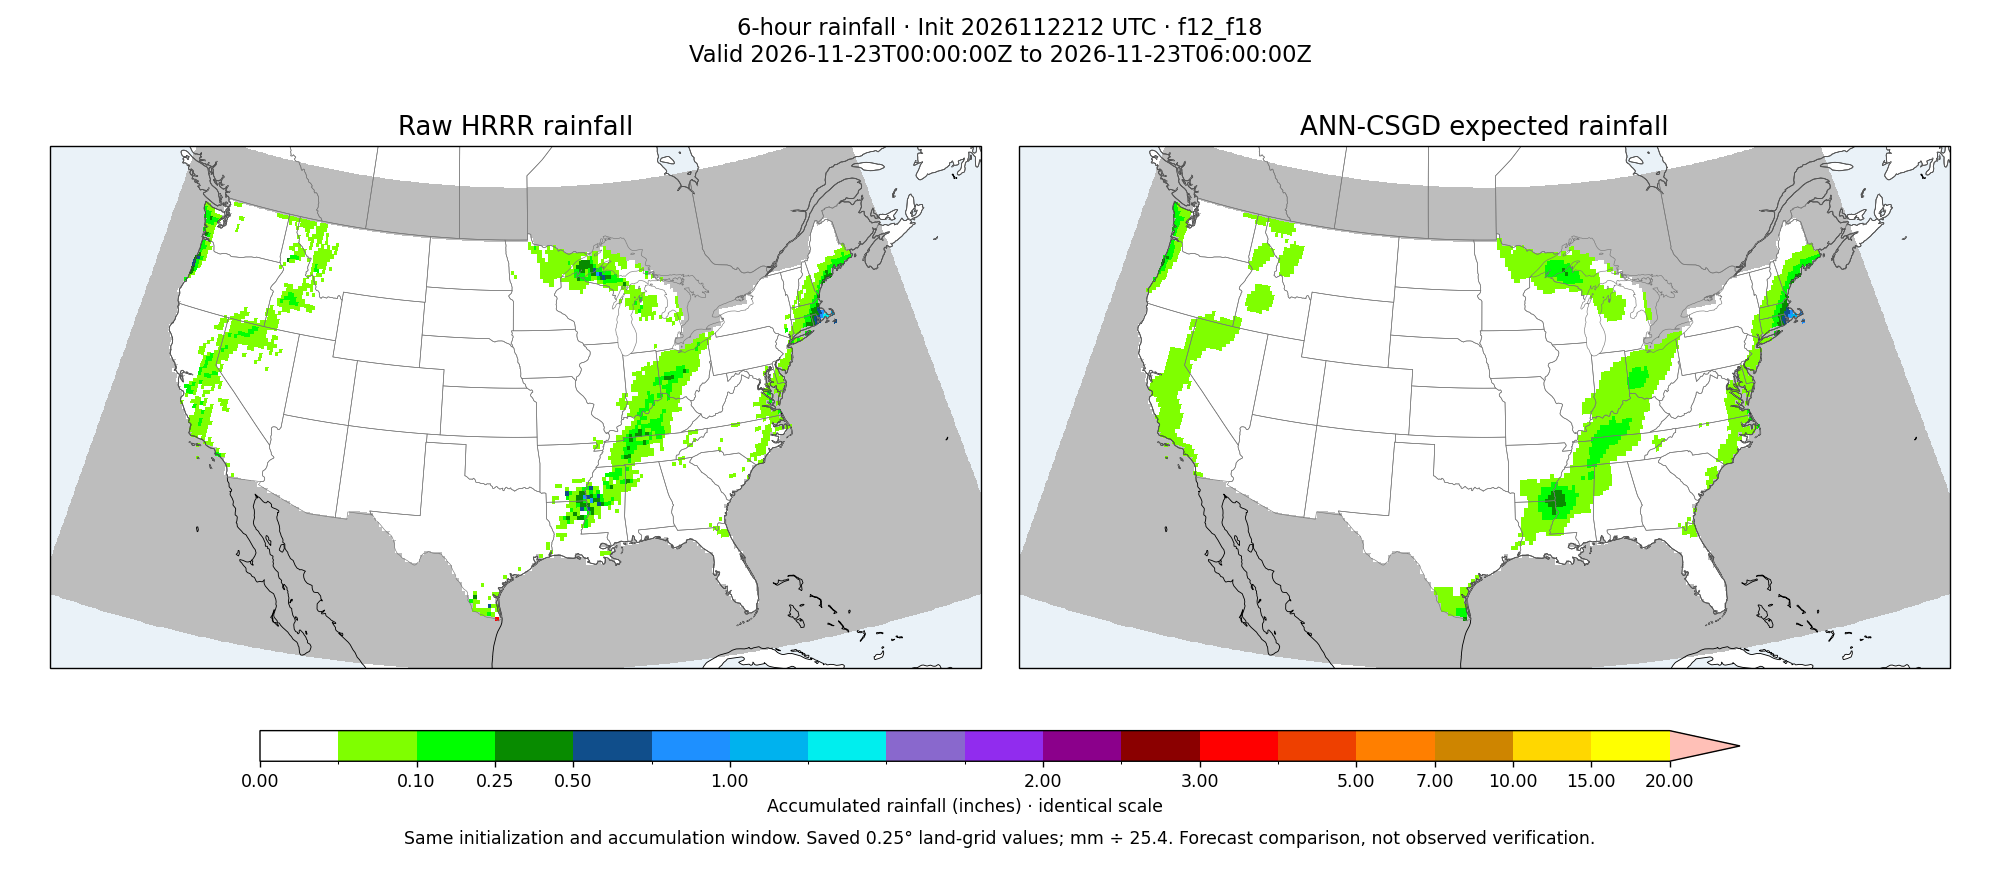 6-hour rainfall · Init 2026112212 UTC · f12_f18
Valid 2026-11-23T00:00:00Z to 2026-11-23T06:00:00Z
Raw HRRR rainfall
ANN-CSGD expected rainfall
0.00 0.10 0.25 0.50 1.00 2.00 3.00 5.00 7.00 10.00 15.00 20.00
Accumulated rainfall (inches) · identical scale
Same initialization and accumulation window. Saved 0.25° land-grid values; mm ÷ 25.4. Forecast comparison, not observed verification.